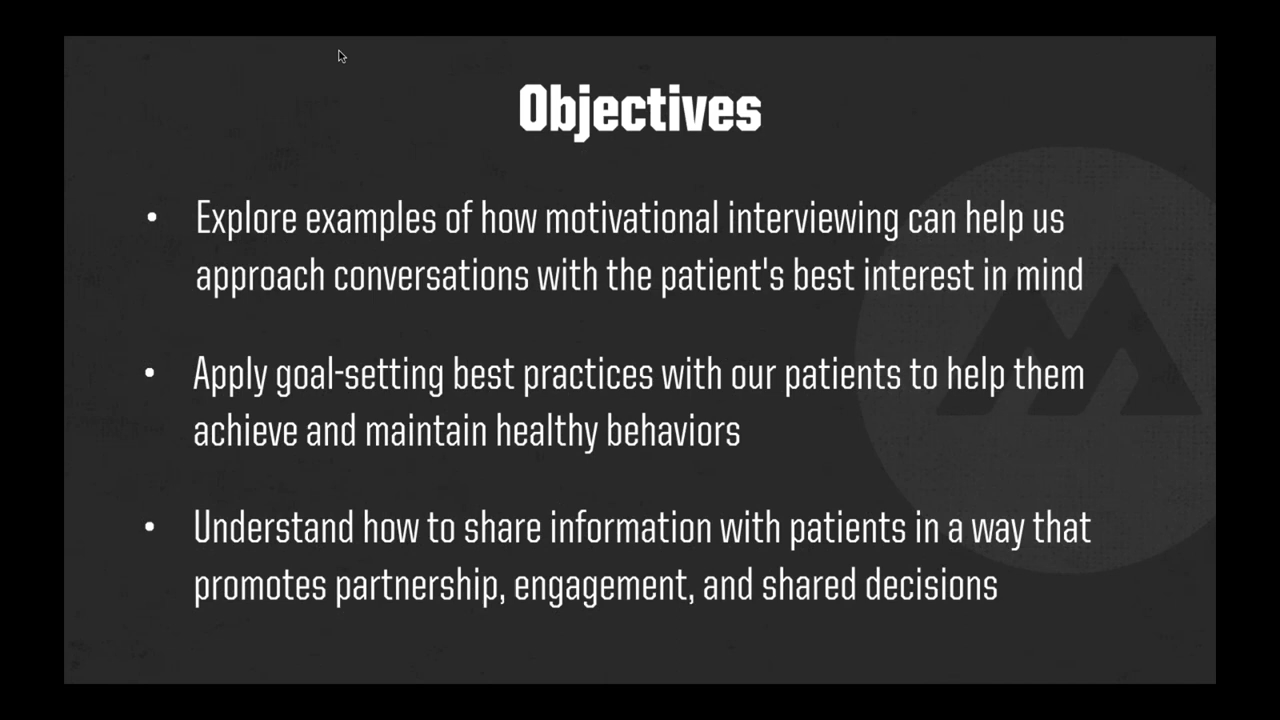 Objectives
• Explore examples of how motivational interviewing can help us
approach conversations with the patient's best interest in mind
• Apply goal-setting best practices with our patients to help them
achieve and maintain healthy behaviors
• Understand how to share information with patients in a way that
promotes partnership, engagement, and shared decisions